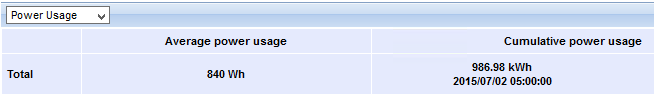 Power Usage
Average power usage Cumulative power usage
Total 840 Wh 986.98 kWh
2015/07/02 05:00:00